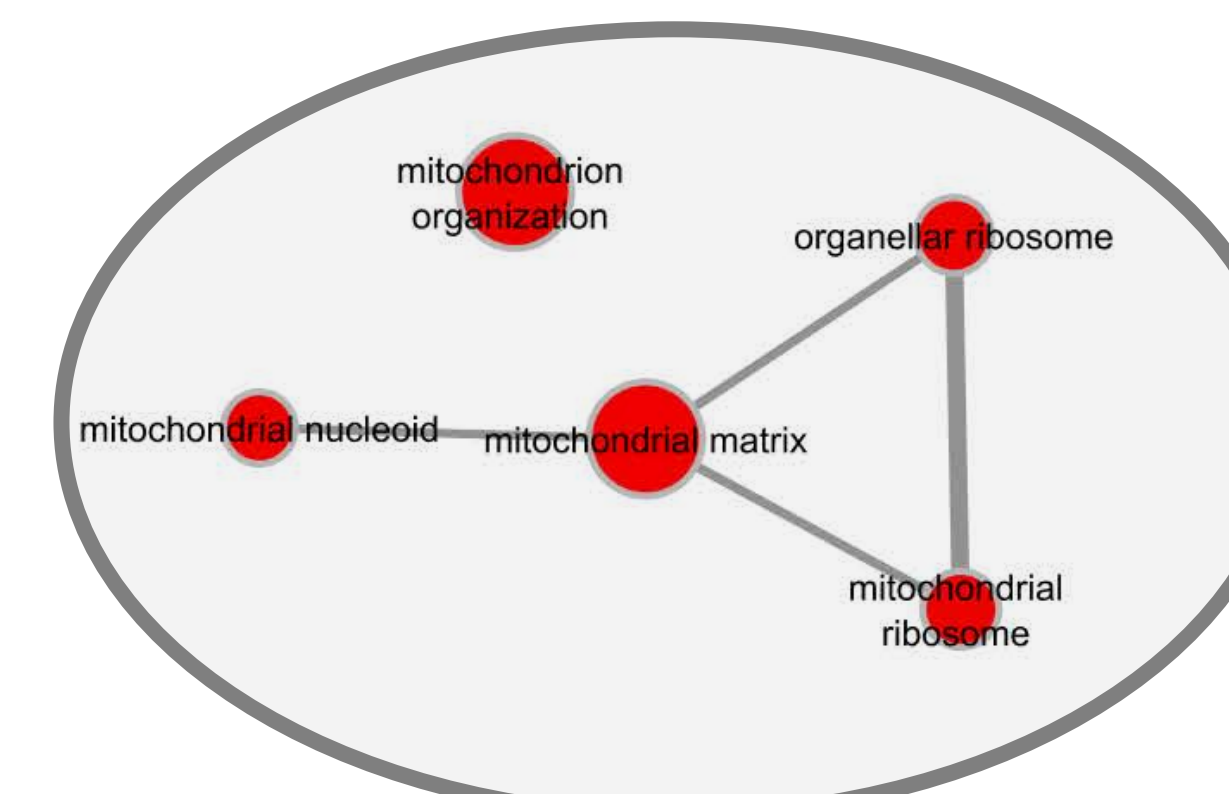 mitochondrion
organization
organellar ribosome
mitochondrial nucleoid
mitochondrial matrix
mitochondrial
ribosome